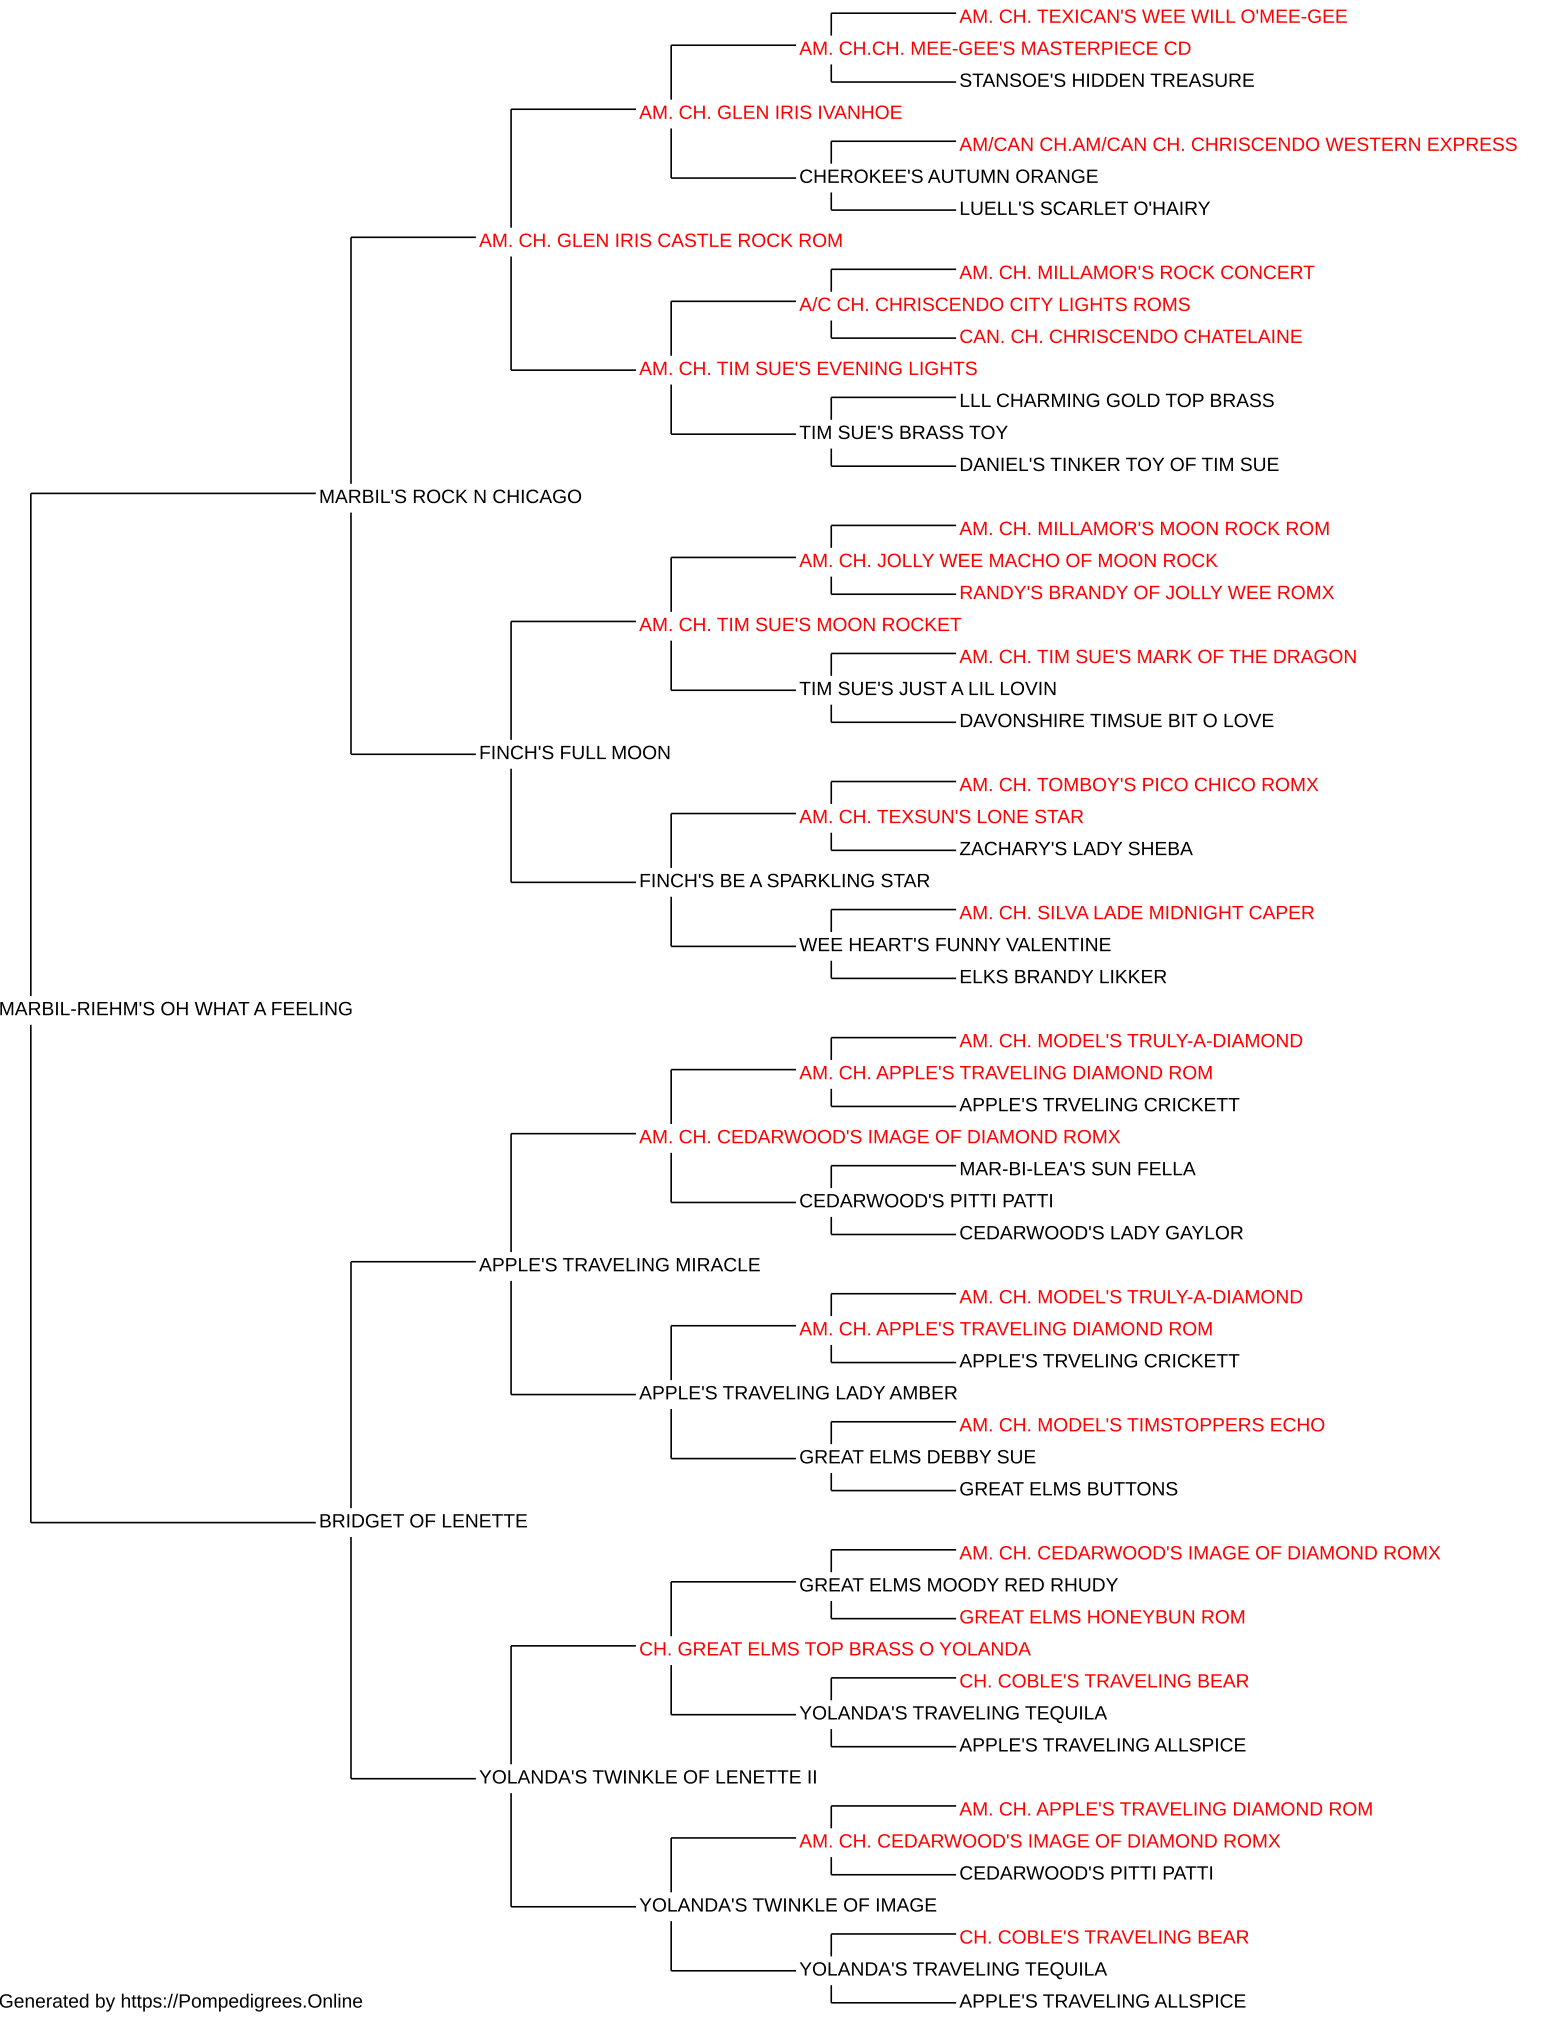 AM. CH. TEXICAN'S WEE WILL O'MEE-GEE
AM. CH.CH. MEE-GEE'S MASTERPIECE CD
STANSOE'S HIDDEN TREASURE
AM. CH. GLEN IRIS IVANHOE
AM/CAN CH.AM/CAN CH. CHRISCENDO WESTERN EXPRESS
CHEROKEE'S AUTUMN ORANGE
LUELL'S SCARLET O'HAIRY
AM. CH. GLEN IRIS CASTLE ROCK ROM
AM. CH. MILLAMOR'S ROCK CONCERT
A/C CH. CHRISCENDO CITY LIGHTS ROMS
CAN. CH. CHRISCENDO CHATELAINE
AM. CH. TIM SUE'S EVENING LIGHTS
LLL CHARMING GOLD TOP BRASS
TIM SUE'S BRASS TOY
DANIEL'S TINKER TOY OF TIM SUE
MARBIL'S ROCK N CHICAGO
AM. CH. MILLAMOR'S MOON ROCK ROM
AM. CH. JOLLY WEE MACHO OF MOON ROCK
RANDY'S BRANDY OF JOLLY WEE ROMX
AM. CH. TIM SUE'S MOON ROCKET
AM. CH. TIM SUE'S MARK OF THE DRAGON
TIM SUE'S JUST A LIL LOVIN
DAVONSHIRE TIMSUE BIT O LOVE
FINCH'S FULL MOON
AM. CH. TOMBOY'S PICO CHICO ROMX
AM. CH. TEXSUN'S LONE STAR
ZACHARY'S LADY SHEBA
FINCH'S BE A SPARKLING STAR
AM. CH. SILVA LADE MIDNIGHT CAPER
WEE HEART'S FUNNY VALENTINE
ELKS BRANDY LIKKER
MARBIL-RIEHM'S OH WHAT A FEELING
AM. CH. MODEL'S TRULY-A-DIAMOND
AM. CH. APPLE'S TRAVELING DIAMOND ROM
APPLE'S TRVELING CRICKETT
AM. CH. CEDARWOOD'S IMAGE OF DIAMOND ROMX
MAR-BI-LEA'S SUN FELLA
CEDARWOOD'S PITTI PATTI
CEDARWOOD'S LADY GAYLOR
APPLE'S TRAVELING MIRACLE
AM. CH. MODEL'S TRULY-A-DIAMOND
AM. CH. APPLE'S TRAVELING DIAMOND ROM
APPLE'S TRVELING CRICKETT
APPLE'S TRAVELING LADY AMBER
AM. CH. MODEL'S TIMSTOPPERS ECHO
GREAT ELMS DEBBY SUE
GREAT ELMS BUTTONS
BRIDGET OF LENETTE
AM. CH. CEDARWOOD'S IMAGE OF DIAMOND ROMX
GREAT ELMS MOODY RED RHUDY
GREAT ELMS HONEYBUN ROM
CH. GREAT ELMS TOP BRASS O YOLANDA
CH. COBLE'S TRAVELING BEAR
YOLANDA'S TRAVELING TEQUILA
APPLE'S TRAVELING ALLSPICE
YOLANDA'S TWINKLE OF LENETTE II
AM. CH. APPLE'S TRAVELING DIAMOND ROM
AM. CH. CEDARWOOD'S IMAGE OF DIAMOND ROMX
CEDARWOOD'S PITTI PATTI
YOLANDA'S TWINKLE OF IMAGE
CH. COBLE'S TRAVELING BEAR
YOLANDA'S TRAVELING TEQUILA
APPLE'S TRAVELING ALLSPICE
Generated by https://Pompedigrees.Online